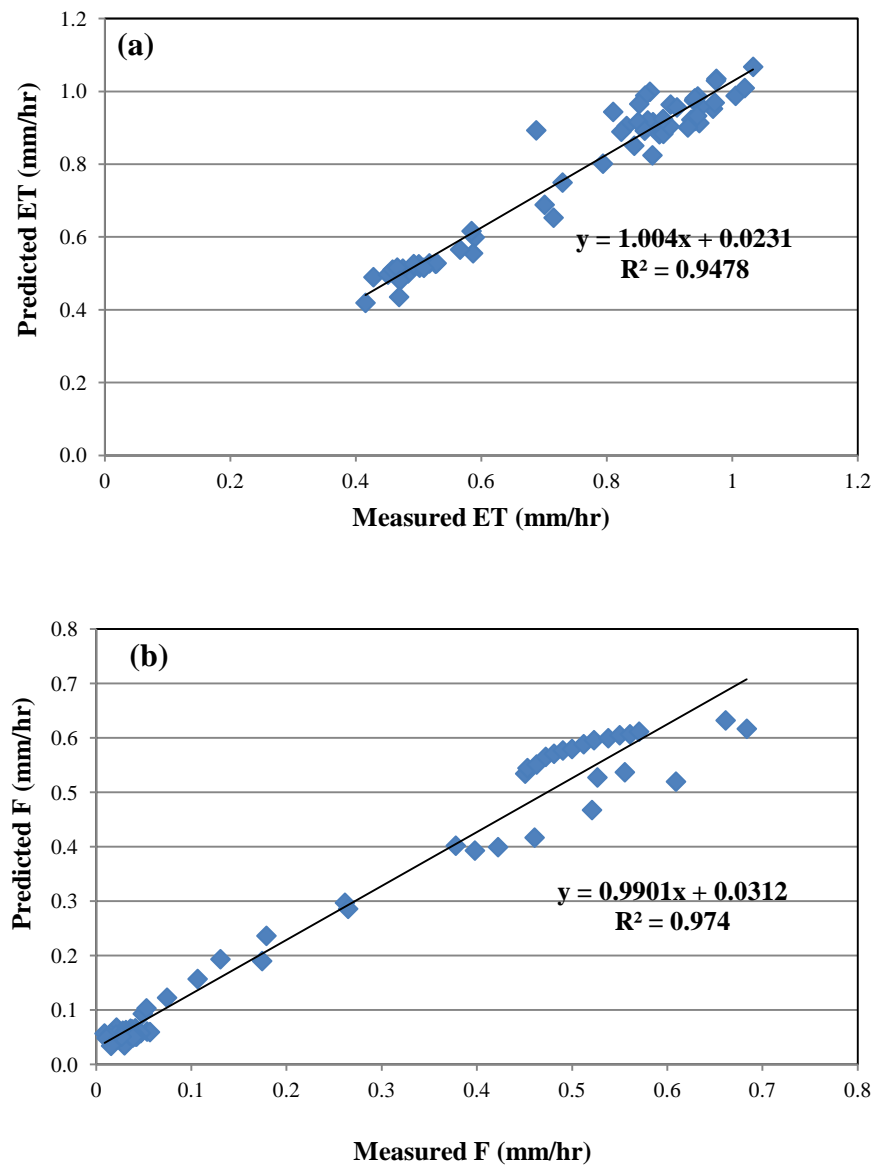 (a)
Predicted ET (mm/hr)
1.2
1.0
0.8
0.6
0.4
0.2
0.0
y = 1.004x + 0.0231
R² = 0.9478
0 0.2 0.4 0.6 0.8 1 1.2
Measured ET (mm/hr)
(b)
Predicted F (mm/hr)
0.8
0.7
0.6
0.5
0.4
0.3
0.2
0.1
0.0
y = 0.9901x + 0.0312
R² = 0.974
0 0.1 0.2 0.3 0.4 0.5 0.6 0.7 0.8
Measured F (mm/hr)